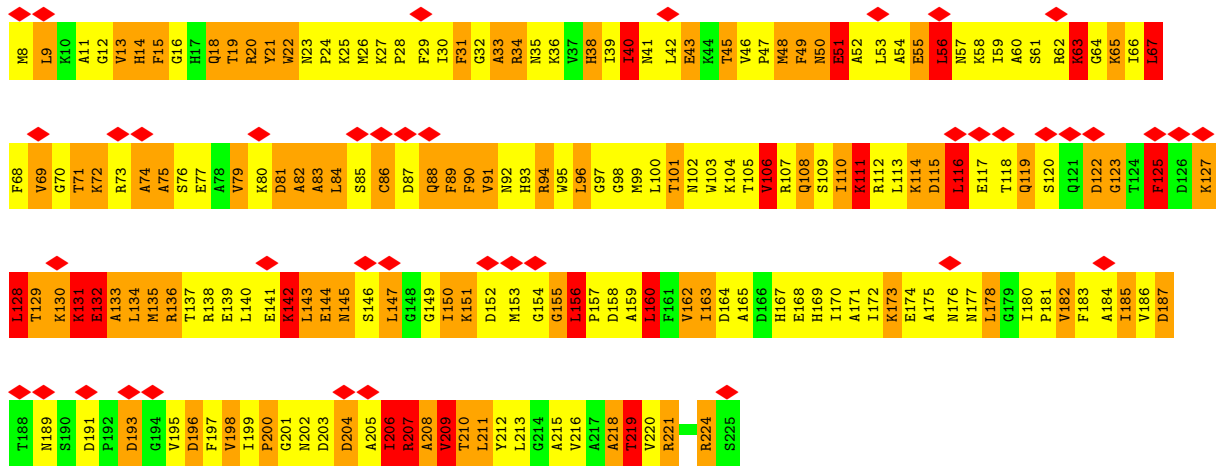 M8 L9 K10 A11 G12 V13 H14 F15 G16 H17 Q18 T19 R20 Y21 W22 N23 P24 K25 M26 K27 P28 F29 I30 F31 G32 A33 R34 N35 K36 V37 H38 I39 I40 N41 L42 E43 K44 T45 V46 P47 M48 F49 N50 E51 A52 L53 A54 E55 L56 N57 K58 I59 A60 S61 R62 K63 G64 K65 I66 L67
F68 V69 G70 T71 K72 R73 A74 A75 S76 E77 A78 V79 K80 D81 A82 A83 L84 S85 C86 D87 Q88 F89 F90 V91 N92 H93 R94 W95 L96 G97 G98 M99 L100 T101 N102 W103 K104 T105 V106 R107 Q108 S109 I110 K111 R112 L113 K114 D115 L116 E117 T118 Q119 S120 Q121 D122 G123 T124 F125 D126 K127
L128 T129 K130 K131 E132 A133 L134 M135 R136 T137 R138 E139 L140 E141 K142 L143 E144 N145 S146 L147 G148 G149 I150 K151 D152 M153 G154 G155 L156 P157 D158 A159 L160 F161 V162 I163 D164 A165 D166 H167 E168 H169 I170 A171 I172 K173 E174 A175 N176 N177 L178 G179 I180 P181 V182 F183 A184 I185 V186 D187
T188 N189 S190 D191 P192 D193 G194 V195 D196 F197 V198 I199 P200 G201 N202 D203 D204 A205 I206 R207 A208 V209 T210 L211 Y212 L213 G214 A215 V216 A217 A218 T219 V220 R221 R224 S225